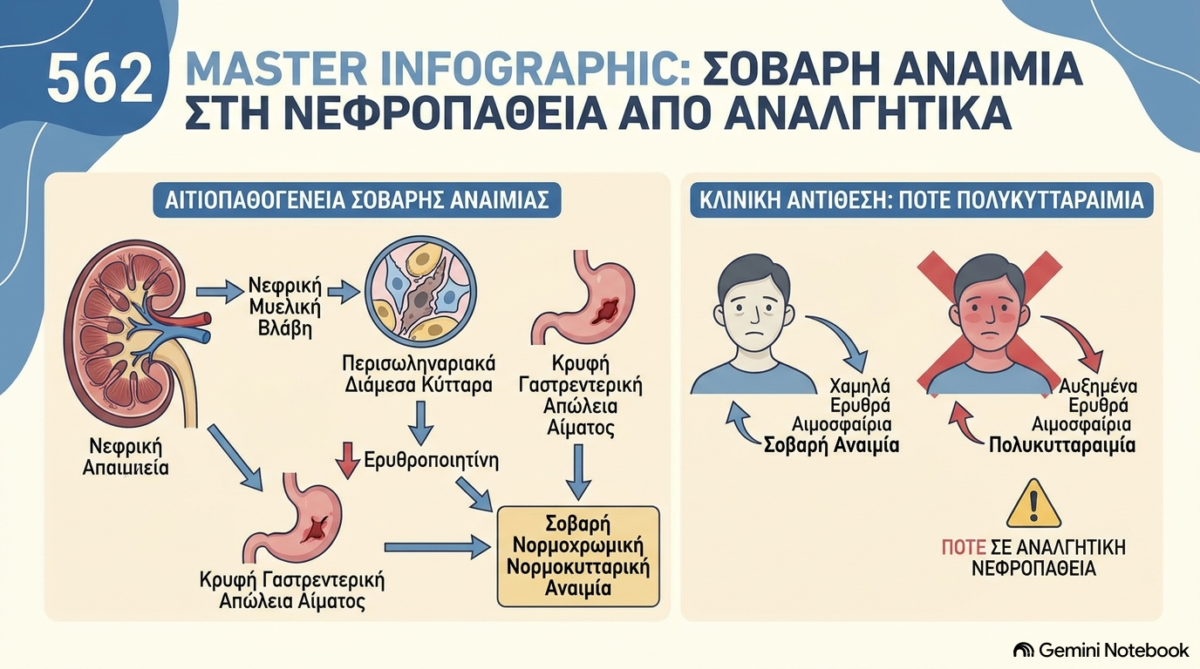 562
MASTER INFOGRAPHIC: ΣΟΒΑΡΗ ΑΝΑΙΜΙΑ
ΣΤΗ ΝΕΦΡΟΠΑΘΕΙΑ ΑΠΟ ΑΝΑΛΓΗΤΙΚΑ
ΑΙΤΙΟΠΑΘΟΓΕΝΕΙΑ ΣΟΒΑΡΗΣ ΑΝΑΙΜΙΑΣ
Νεφρική
Μυελική
Βλάβη
Περισωληναριακά
Διάμεσα Κύτταρα
Κρυφή
Γαστρεντερική
Απώλεια
Αίματος
Νεφρική
Ερυθροποιητίνη
Κρυφή Γαστρεντερική
Απώλεια Αίματος
Σοβαρή
Νορμοχρωμική
Νορμοκυτταρική
Αναιμία
ΚΛΙΝΙΚΗ ΑΝΤΙΘΕΣΗ: ΠΟΤΕ ΠΟΛΥΚΥΤΤΑΡΑΙΜΙΑ
Χαμηλά
Ερυθρά
Αιμοσφαίρια
Σοβαρή Αναιμία
Αυξημένα
Ερυθρά
Αιμοσφαίρια
Πολυκυτταραιμία
ΠΟΤΕ ΣΕ ΑΝΑΛΓΗΤΙΚΗ
ΝΕΦΡΟΠΑΘΕΙΑ
Gemini Notebook